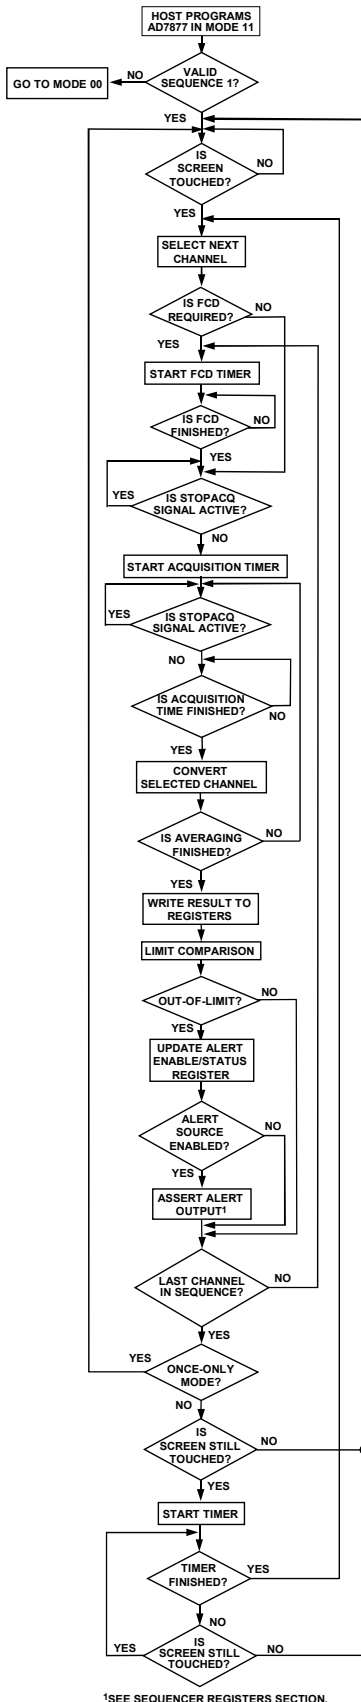 HOST PROGRAMS
AD7877 IN MODE 11
GO TO MODE 00
NO
VALID
SEQUENCE 1?
YES
IS
SCREEN
TOUCHED?
NO
YES
SELECT NEXT
CHANNEL
IS FCD
REQUIRED?
NO
YES
START FCD TIMER
IS FCD
FINISHED?
NO
YES
YES
IS STOPACQ
SIGNAL ACTIVE?
NO
START ACQUISITION TIMER
YES
IS STOPACQ
SIGNAL ACTIVE?
NO
IS ACQUISITION
TIME FINISHED?
NO
YES
CONVERT
SELECTED CHANNEL
IS AVERAGING
FINISHED?
NO
YES
WRITE RESULT TO
REGISTERS
LIMIT COMPARISON
OUT-OF-LIMIT?
NO
YES
UPDATE ALERT
ENABLE/STATUS
REGISTER
ALERT
SOURCE
ENABLED?
NO
YES
ASSERT ALERT
OUTPUT¹
LAST CHANNEL
IN SEQUENCE?
NO
YES
YES
ONCE-ONLY
MODE?
NO
IS
SCREEN STILL
TOUCHED?
NO
YES
START TIMER
TIMER
FINISHED?
YES
NO
YES
IS
SCREEN STILL
TOUCHED?
NO
¹SEE SEQUENCER REGISTERS SECTION.